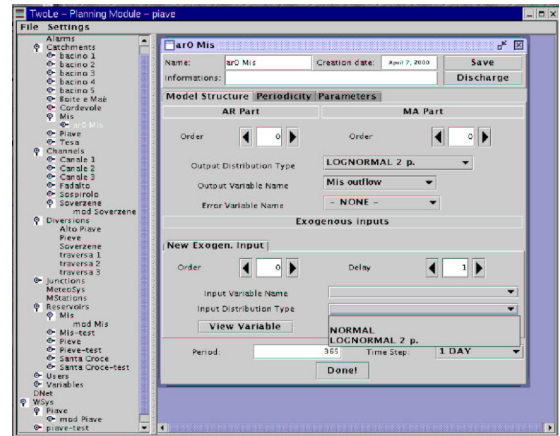 TwoLe - Planning Module - piave
File Settings
Alarms
Catchments
bacino 1
bacino 2
bacino 3
bacino 4
bacino 5
Boite e Maè
Cordevole
Mis
ar0 Mis
Piave
Tesa
Channels
Canale 1
Canale 2
Canale 3
Fadalto
Sospirolo
Soverzene
mod Soverzene
Diversions
Alto Piave
Pieve
Soverzene
traversa 1
traversa 2
traversa 3
Junctions
MeteoSys
MStations
Reservoirs
Mis
mod Mis
Mis-test
Pieve
Pieve-test
Santa Croce
Santa Croce-test
Users
Variables
DNet
WSys
Piave
mod Piave
piave-test
ar0 Mis
Name: ar0 Mis Creation date: April 7, 2000 Save
Informations: Discharge
Model Structure Periodicity Parameters
AR Part MA Part
Order 0 Order 0
Output Distribution Type LOGNORMAL 2 p.
Output Variable Name Mis outflow
Error Variable Name - NONE -
Exogenous Inputs
New Exogen. Input
Order 0 Delay 1
Input Variable Name
Input Distribution Type
View Variable
NORMAL
LOGNORMAL 2 p.
Period: 365 Time Step: 1 DAY
Done!